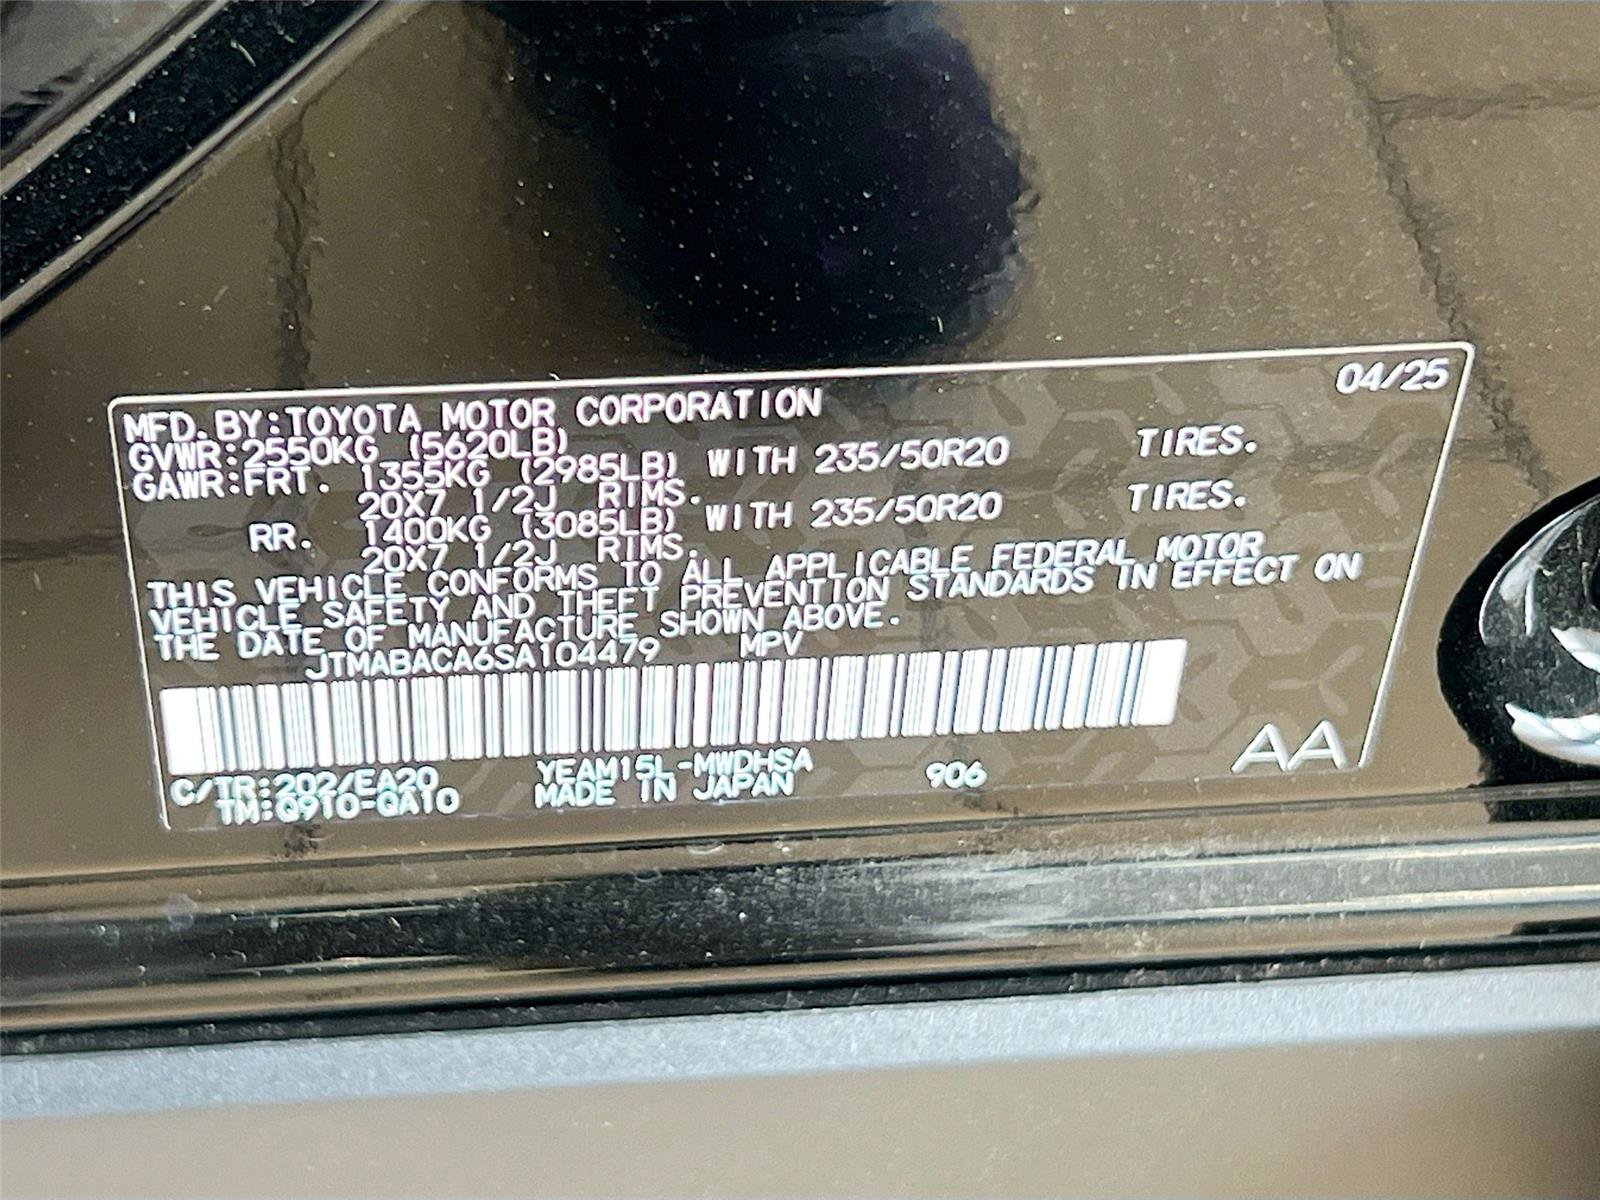 04/25
MFD. BY: TOYOTA MOTOR CORPORATION
GVWR: 2550KG (5620LB)
GAWR: FRT. 1355KG (2985LB) WITH 235/50R20 TIRES.
20X7 1/2J RIMS.
RR. 1400KG (3085LB) WITH 235/50R20 TIRES.
20X7 1/2J RIMS.
THIS VEHICLE CONFORMS TO ALL APPLICABLE FEDERAL MOTOR
VEHICLE SAFETY AND THEFT PREVENTION STANDARDS IN EFFECT ON
THE DATE OF MANUFACTURE SHOWN ABOVE.
JTMABACA6SA104479 MPV
C/TR: 202/EA20 YEAM15L-MWDHSA 906 AA
TM: Q910-QA10 MADE IN JAPAN